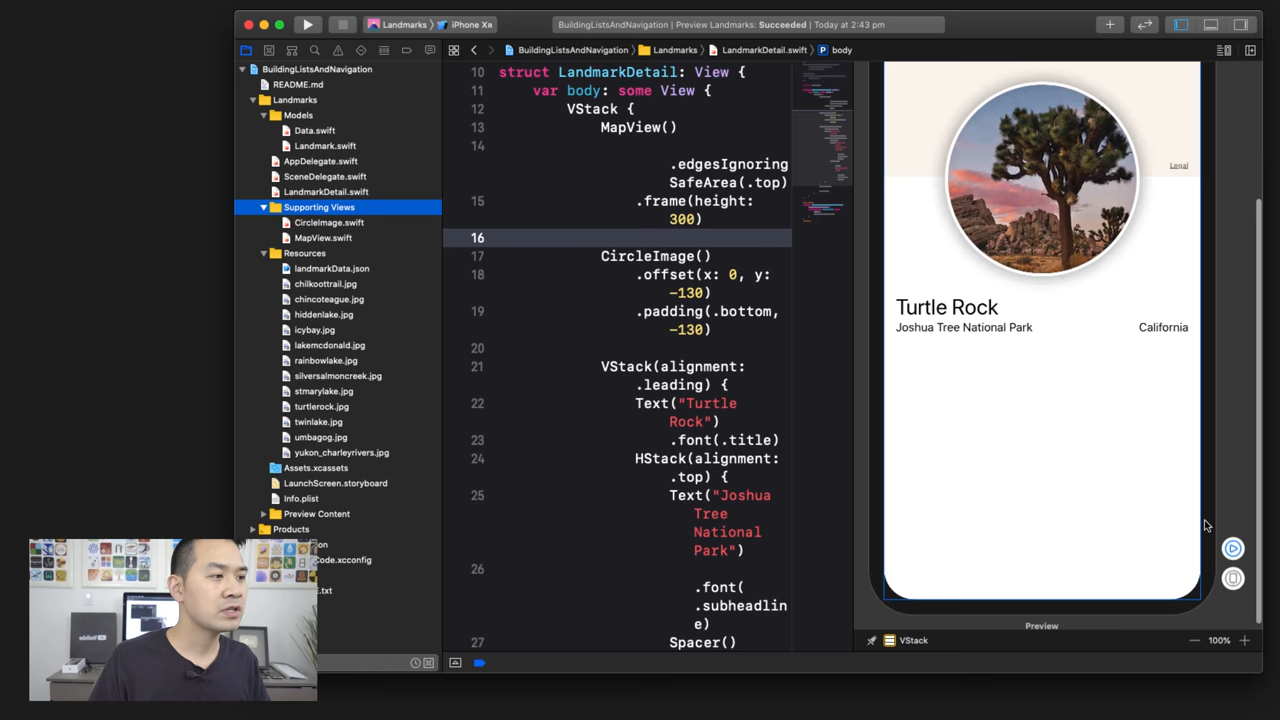 Landmarks
iPhone XR
BuildingListsAndNavigation | Preview Landmarks: Succeeded | Today at 2:43 pm
BuildingListsAndNavigation
Landmarks
LandmarkDetail.swift
body
BuildingListsAndNavigation
README.md
Landmarks
Models
Data.swift
Landmark.swift
AppDelegate.swift
SceneDelegate.swift
LandmarkDetail.swift
Supporting Views
CircleImage.swift
MapView.swift
Resources
landmarkData.json
chilkoottrail.jpg
chincoteague.jpg
hiddenlake.jpg
icybay.jpg
lakemcdonald.jpg
rainbowlake.jpg
silversalmoncreek.jpg
stmarylake.jpg
turtlerock.jpg
twinlake.jpg
umbagog.jpg
yukon_charleyrivers.jpg
Assets.xcassets
LaunchScreen.storyboard
Info.plist
Preview Content
Products
on
Code.xcconfig
.txt
10 struct LandmarkDetail: View {
11 var body: some View {
12 VStack {
13 MapView()
14
.edgesIgnoring
SafeArea(.top)
15 .frame(height:
300)
16
17 CircleImage()
18 .offset(x: 0, y:
-130)
19 .padding(.bottom,
-130)
20
21 VStack(alignment:
.leading) {
22 Text("Turtle
Rock")
23 .font(.title)
24 HStack(alignment:
.top) {
25 Text("Joshua
Tree
National
Park")
26
.font(
.subheadlin
e)
27 Spacer()
Legal
Turtle Rock
Joshua Tree National Park
California
Preview
VStack
100%